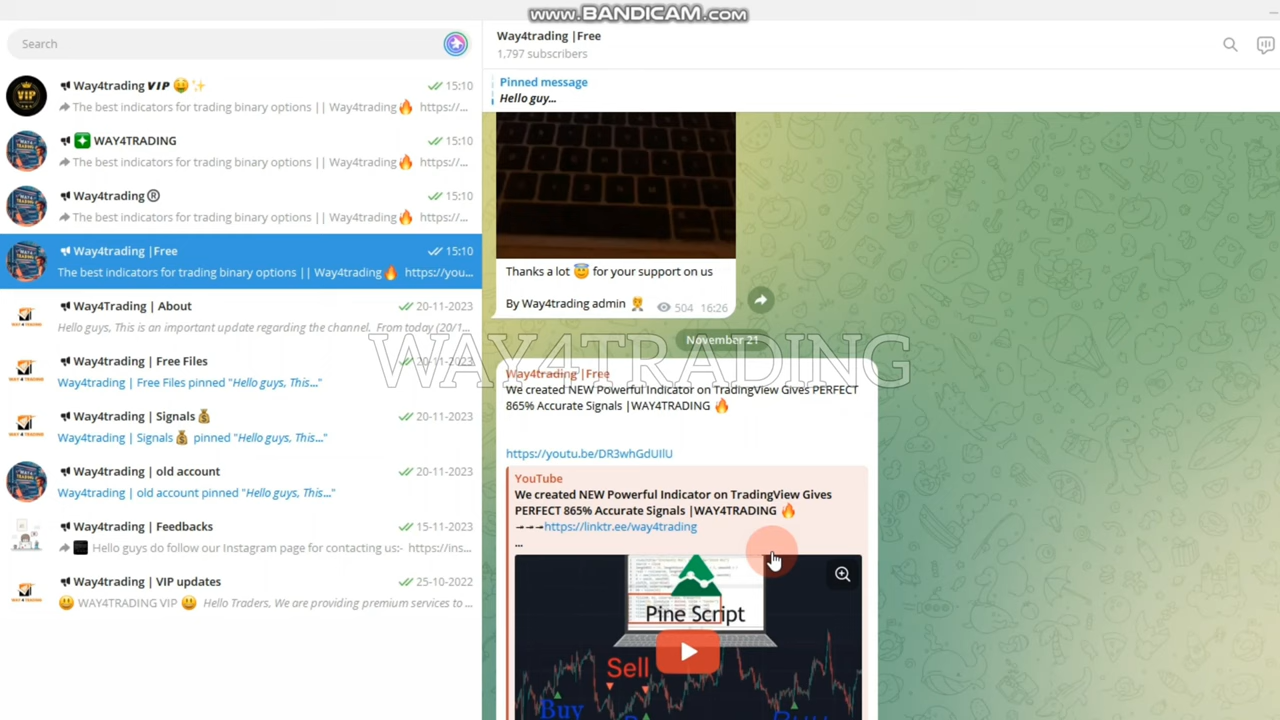 www.BANDICAM.com
Search
Way4trading VIP 🤑✨
15:10
The best indicators for trading binary options || Way4trading🔥 https://...
✚ WAY4TRADING
15:10
The best indicators for trading binary options || Way4trading🔥 https://...
Way4trading ®
15:10
The best indicators for trading binary options || Way4trading🔥 https://...
Way4trading |Free
15:10
The best indicators for trading binary options || Way4trading🔥 https://you...
Way4Trading | About
20-11-2023
Hello guys, This is an important update regarding the channel. From today (20/1...
Way4trading | Free Files
20-11-2023
Way4trading | Free Files pinned "Hello guys, This..."
Way4trading | Signals💰
20-11-2023
Way4trading | Signals💰 pinned "Hello guys, This..."
Way4trading | old account
20-11-2023
Way4trading | old account pinned "Hello guys, This..."
Way4trading | Feedbacks
15-11-2023
Hello guys do follow our Instagram page for contacting us:- https://ins...
Way4trading | VIP updates
25-10-2022
😃 WAY4TRADING VIP 😃 Hello Traders, We are providing premium services to ...
Way4trading |Free
1,797 subscribers
Pinned message
Hello guy...
Thanks a lot 😇 for your support on us
By Way4trading admin
504 16:26
November 21
WAY4TRADING
Way4trading |Free
We created NEW Powerful Indicator on TradingView Gives PERFECT
865% Accurate Signals |WAY4TRADING 🔥
https://youtu.be/DR3whGdUIlU
YouTube
We created NEW Powerful Indicator on TradingView Gives
PERFECT 865% Accurate Signals |WAY4TRADING 🔥
https://linktr.ee/way4trading
...
Pine Script
Sell
Buy
VIP